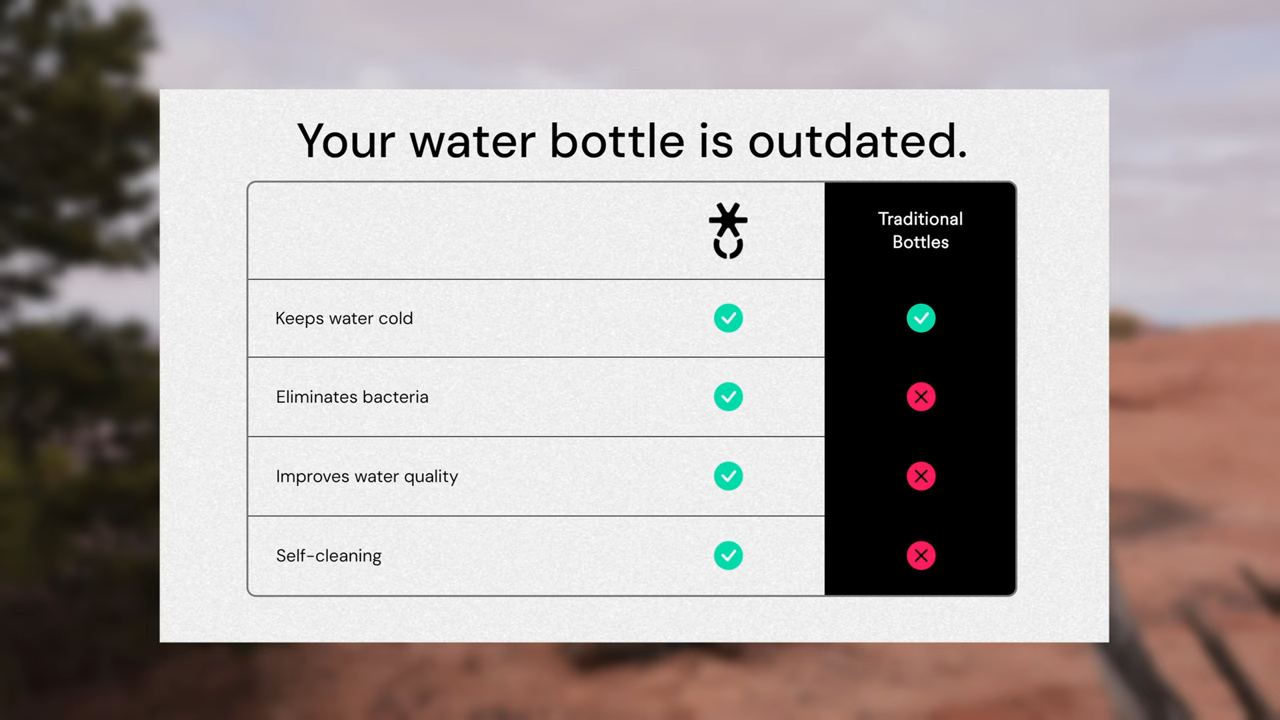 Your water bottle is outdated.
Traditional
Bottles
Keeps water cold
Eliminates bacteria
Improves water quality
Self-cleaning